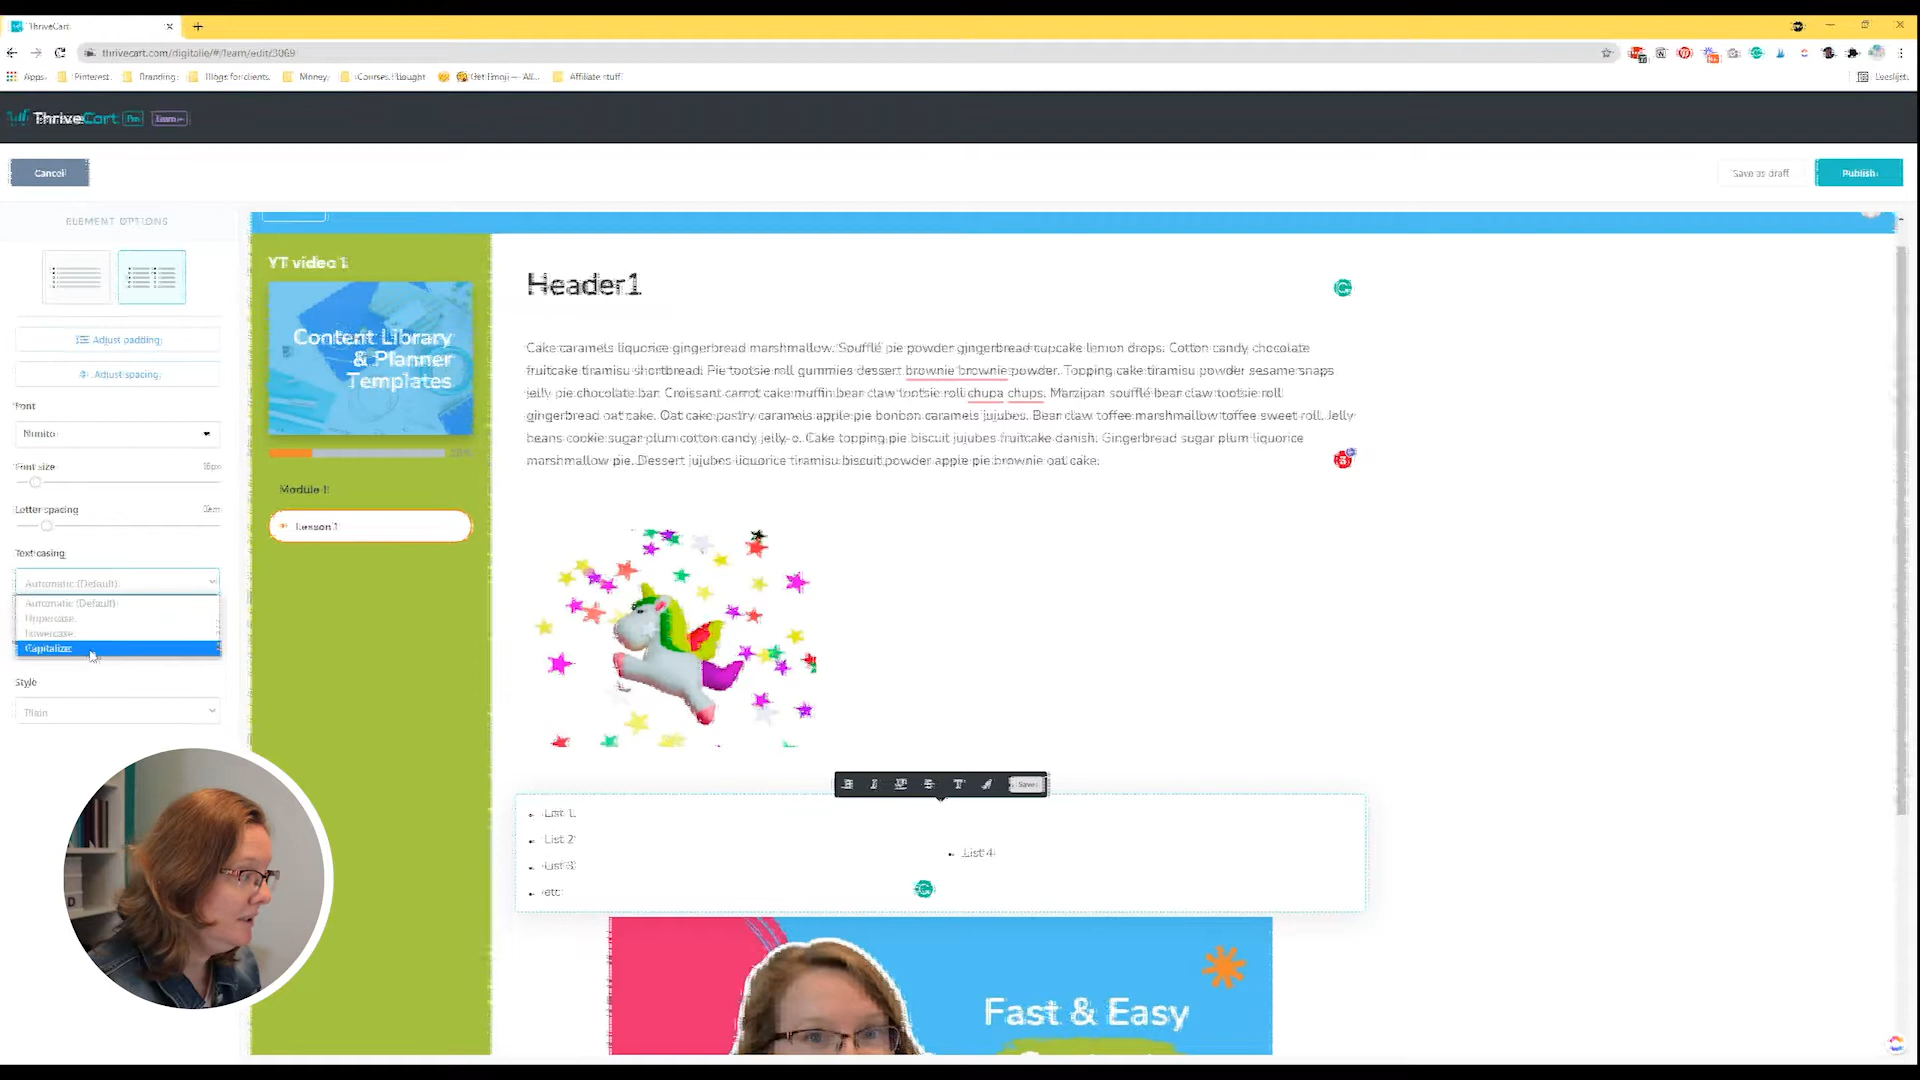 ThriveCart
thrivecart.com/digitalie/#/learn/edit/3069
Apps
Pinterest
Branding
Blogs for clients
Money
Courses bought
Get Emoji — All...
Affiliate stuff
Leeslijst
ThriveCart Pro Learn+
Cancel
Save as draft
Publish
ELEMENT OPTIONS
Adjust padding
Adjust spacing
Font
Nunito
Font size
16px
Letter spacing
0em
Text casing
Automatic (Default)
Automatic (Default)
Uppercase
Lowercase
Capitalize
Style
Plain
YT video 1
Content Library
& Planner
Templates
Module 1
Lesson 1
Header1
Cake caramels liquorice gingerbread marshmallow. Soufflé pie powder gingerbread cupcake lemon drops. Cotton candy chocolate
fruitcake tiramisu shortbread. Pie tootsie roll gummies dessert brownie brownie powder. Topping cake tiramisu powder sesame snaps
jelly pie chocolate bar. Croissant carrot cake muffin bear claw tootsie roll chupa chups. Marzipan soufflé bear claw tootsie roll
gingerbread oat cake. Oat cake pastry caramels apple pie bonbon caramels jujubes. Bear claw toffee marshmallow toffee sweet roll. Jelly
beans cookie sugar plum cotton candy jelly-o. Cake topping pie biscuit jujubes fruitcake danish. Gingerbread sugar plum liquorice
marshmallow pie. Dessert jujubes liquorice tiramisu biscuit powder apple pie brownie oat cake.
3
Save
List 1
List 2
List 3
etc
List 4
Fast & Easy